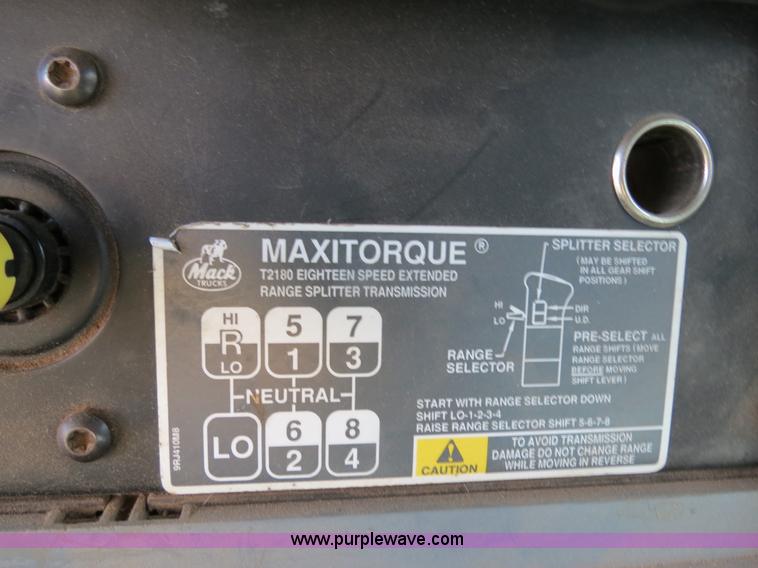 Mack
TRUCKS
MAXITORQUE ®
T2180 EIGHTEEN SPEED EXTENDED
RANGE SPLITTER TRANSMISSION
HI
R
LO
5
1
7
3
NEUTRAL
LO
6
2
8
4
SPLITTER SELECTOR
(MAY BE SHIFTED
IN ALL GEAR SHIFT
POSITIONS)
HI
LO
DIR
U.D.
RANGE
SELECTOR
PRE-SELECT ALL
RANGE SHIFTS (MOVE
RANGE SELECTOR
BEFORE MOVING
SHIFT LEVER)
START WITH RANGE SELECTOR DOWN
SHIFT LO-1-2-3-4
RAISE RANGE SELECTOR SHIFT 5-6-7-8
CAUTION
TO AVOID TRANSMISSION
DAMAGE DO NOT CHANGE RANGE
WHILE MOVING IN REVERSE
9RJ410M8
www.purplewave.com